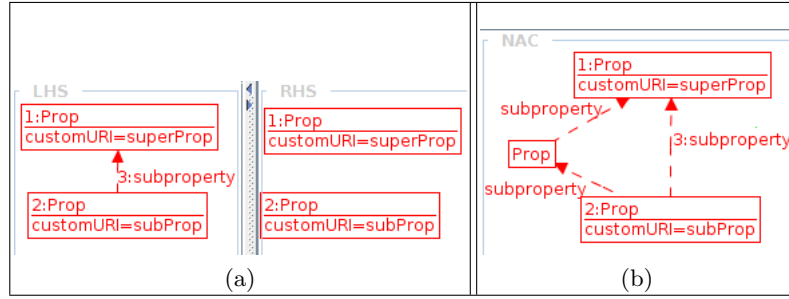 LHS
1:Prop
customURI=superProp
3:subproperty
2:Prop
customURI=subProp
RHS
1:Prop
customURI=superProp
2:Prop
customURI=subProp
(a)
NAC
1:Prop
customURI=superProp
subproperty
Prop
3:subproperty
subproperty
2:Prop
customURI=subProp
(b)